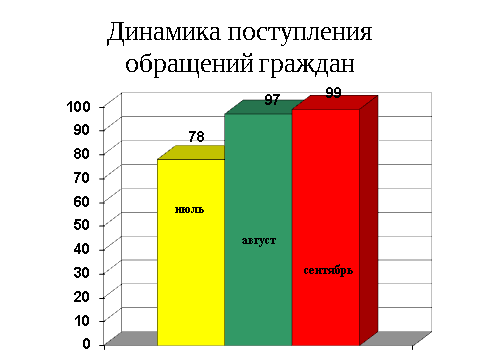 Динамика поступления
обращений граждан
99
97
78
100
90
80
70
60
50
40
30
20
10
0
июль
август
сентябрь